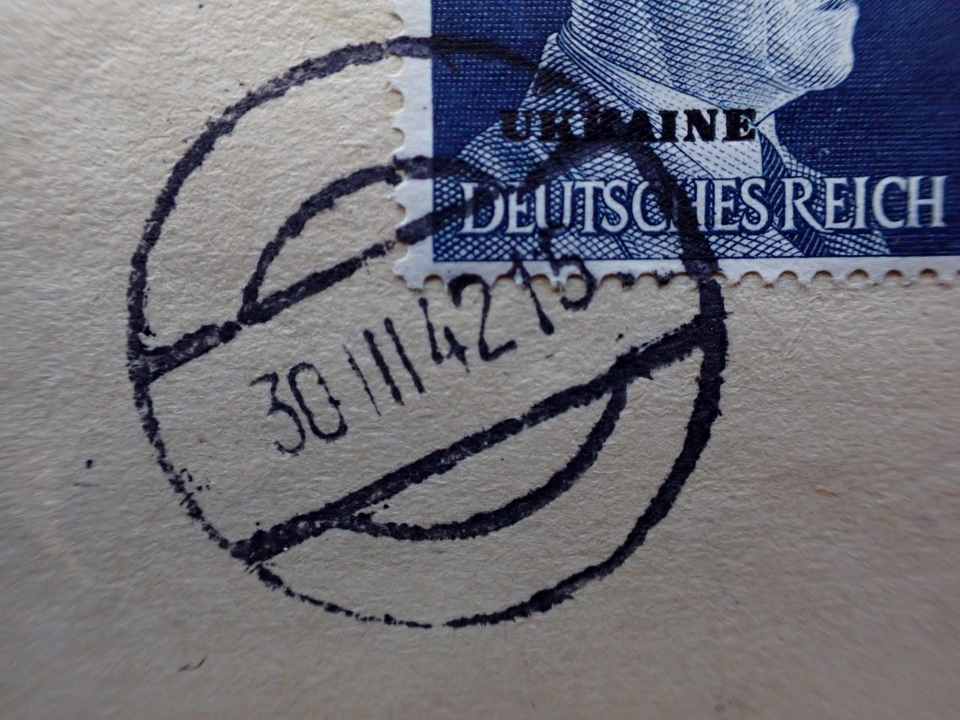 UKRAINE
DEUTSCHES REICH
30 III 42 15